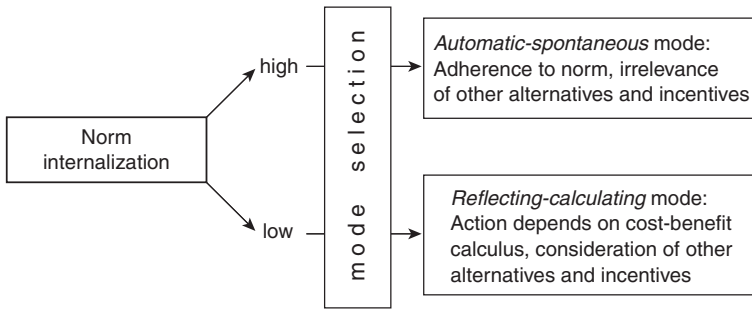 Norm
internalization
high
low
mode selection
Automatic-spontaneous mode:
Adherence to norm, irrelevance
of other alternatives and incentives
Reflecting-calculating mode:
Action depends on cost-benefit
calculus, consideration of other
alternatives and incentives